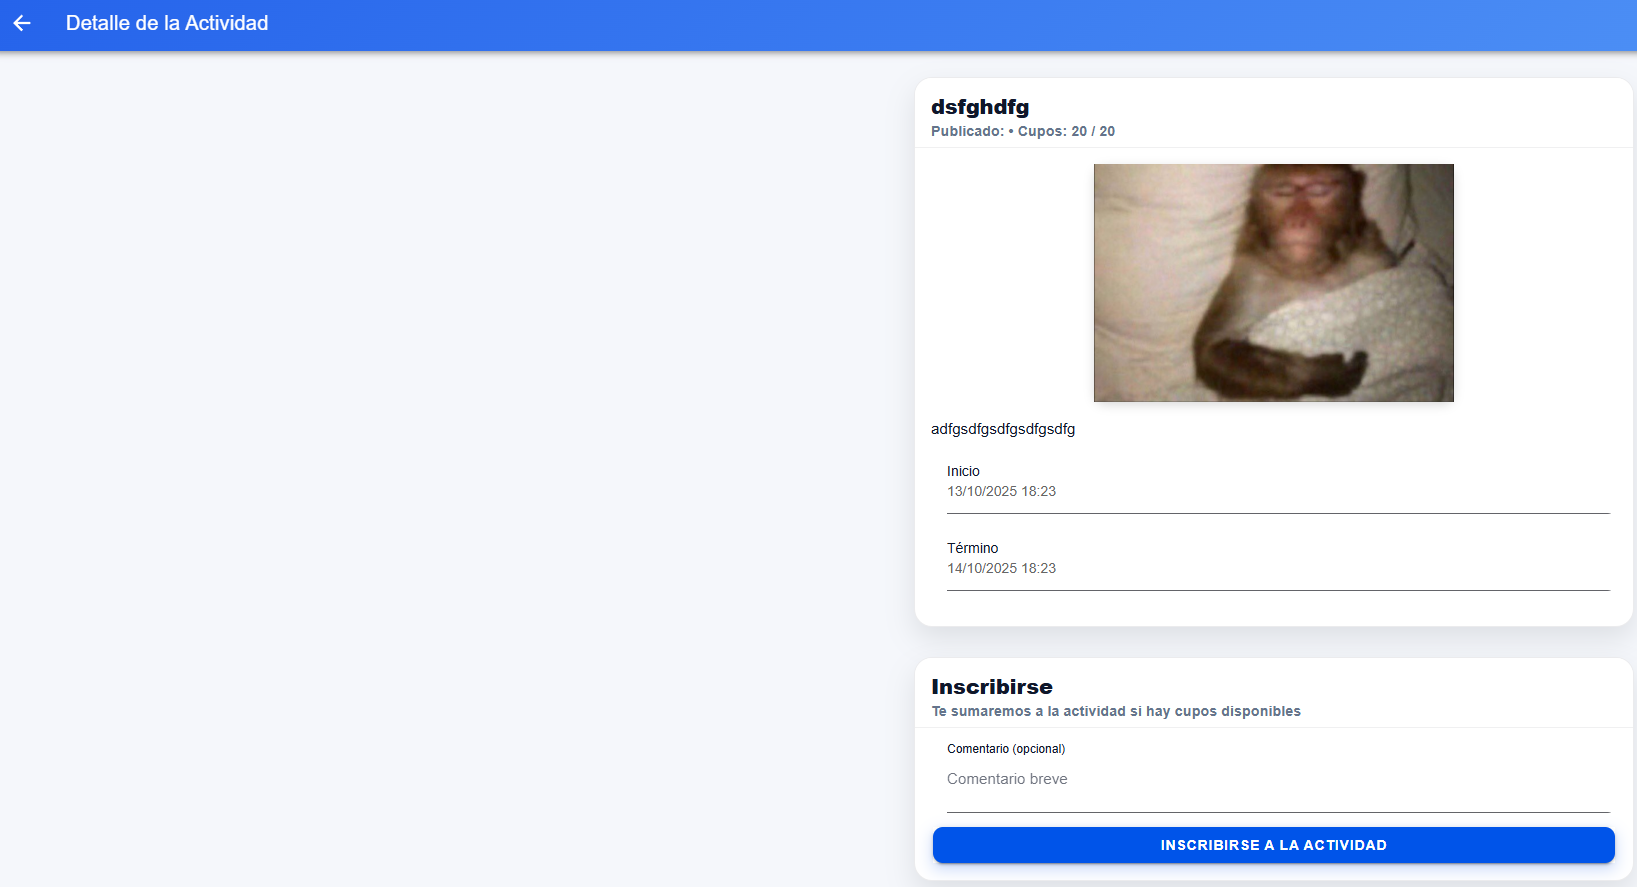 Detalle de la Actividad
dsfghdfg
Publicado: • Cupos: 20 / 20
adfgsdfgsdfgsdfgsdfg
Inicio
13/10/2025 18:23
Término
14/10/2025 18:23
Inscribirse
Te sumaremos a la actividad si hay cupos disponibles
Comentario (opcional)
Comentario breve
INSCRIBIRSE A LA ACTIVIDAD